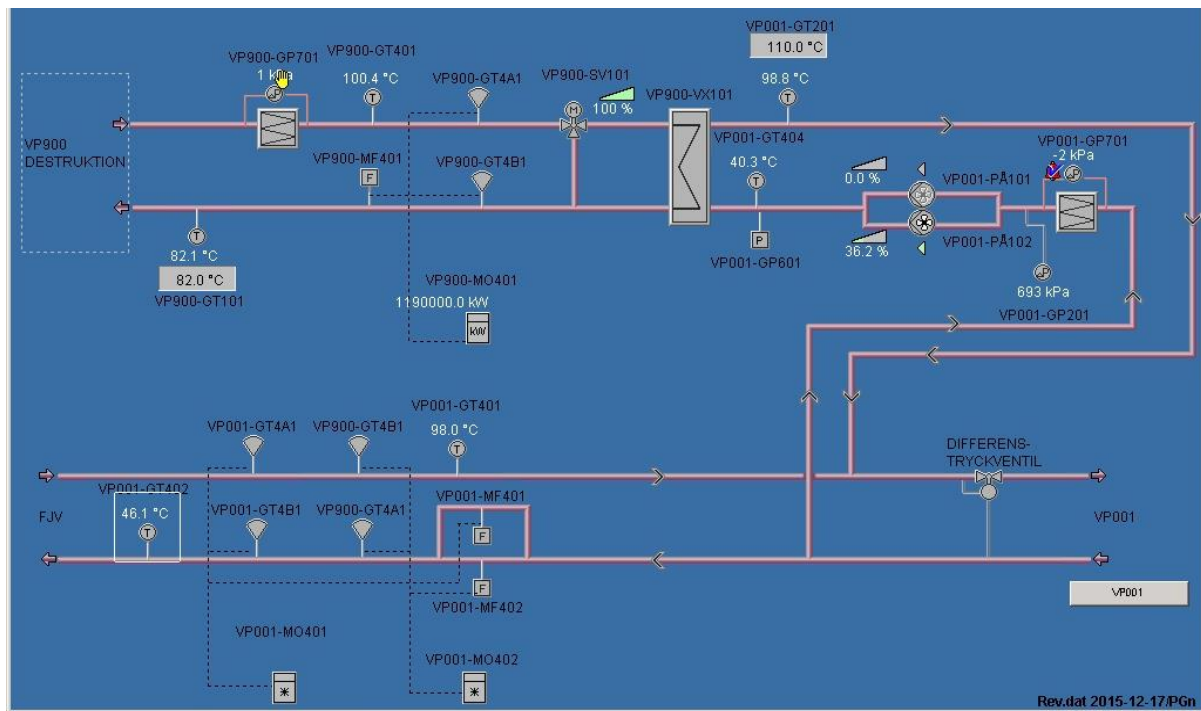 VP001-GT201
110.0 °C
VP900-GP701
VP900-GT401
1 kPa
100.4 °C
VP900-GT4A1
VP900-SV101
100 %
98.8 °C
VP900-VX101
T
M
T
VP900
DESTRUKTION
VP900-MF401
F
VP900-GT4B1
VP001-GT404
40.3 °C
T
VP001-GP701
-2 kPa
P
0.0 %
VP001-PÅ101
VP001-PÅ102
36.2 %
T
82.1 °C
82.0 °C
VP900-GT101
P
VP001-GP601
P
693 kPa
VP001-GP201
VP900-MO401
1190000.0 kW
kW
VP001-GT4A1
VP900-GT4B1
VP001-GT401
98.0 °C
T
DIFFERENS-
TRYCKVENTIL
VP001-GT402
46.1 °C
T
FJV
VP001-GT4B1
VP900-GT4A1
VP001-MF401
F
VP001
F
VP001-MF402
VP001
VP001-MO401
VP001-MO402
Rev.dat 2015-12-17/PGn